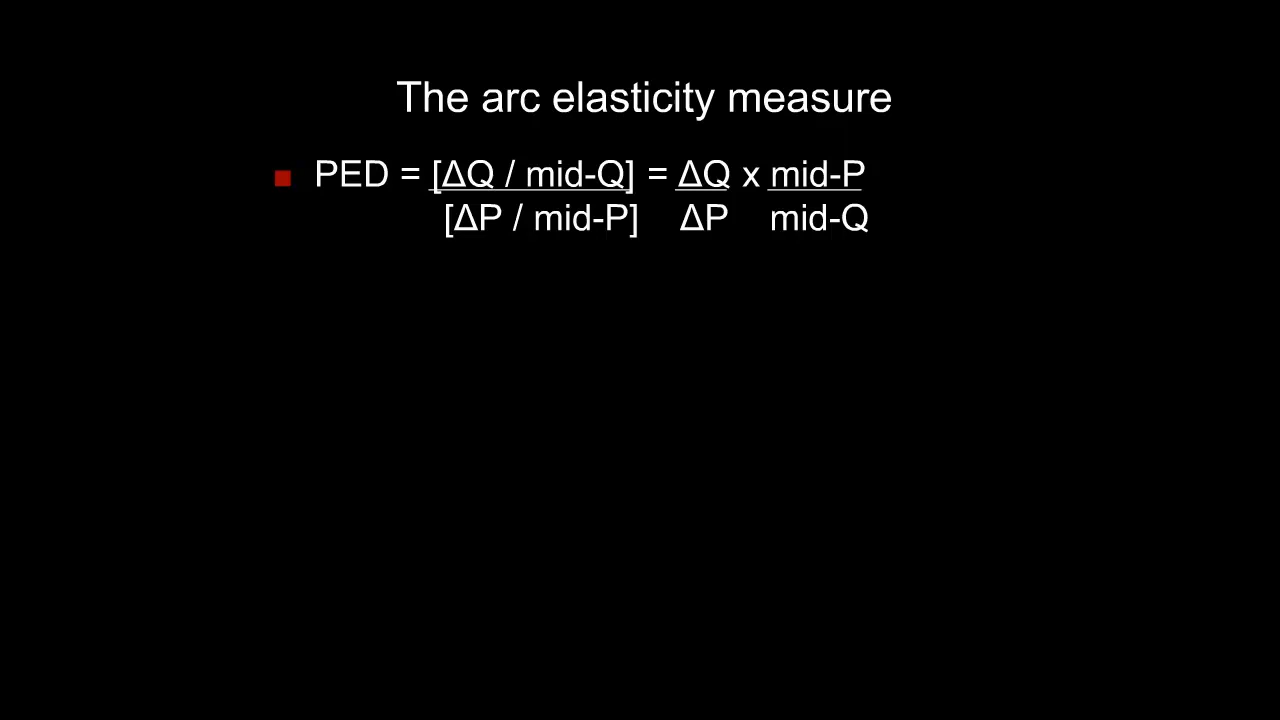 The arc elasticity measure
PED = [ΔQ / mid-Q] = ΔQ x mid-P
[ΔP / mid-P] ΔP mid-Q